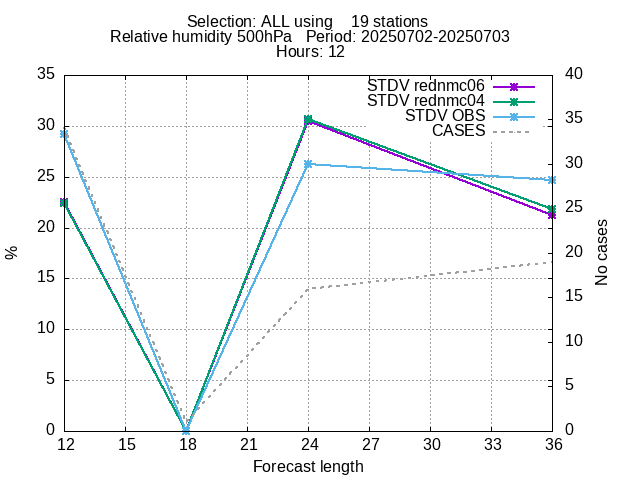 Selection: ALL using    19 stations
Relative humidity 500hPa   Period: 20250702-20250703
Hours: 12
STDV rednmc06
STDV rednmc04
STDV OBS
CASES
35
30
25
20
15
10
5
0
%
40
35
30
25
20
15
10
5
0
No cases
12 15 18 21 24 27 30 33 36
Forecast length